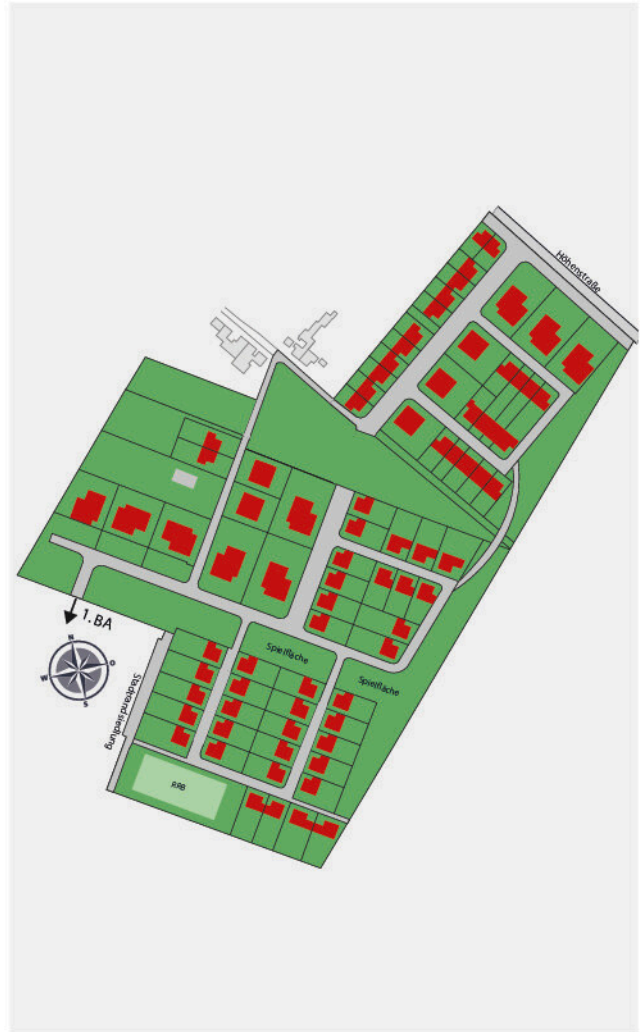 Höhenstraße
1.BA
N
W
O
S
Spielfläche
Spielfläche
Stadtrandsiedlung
RRB